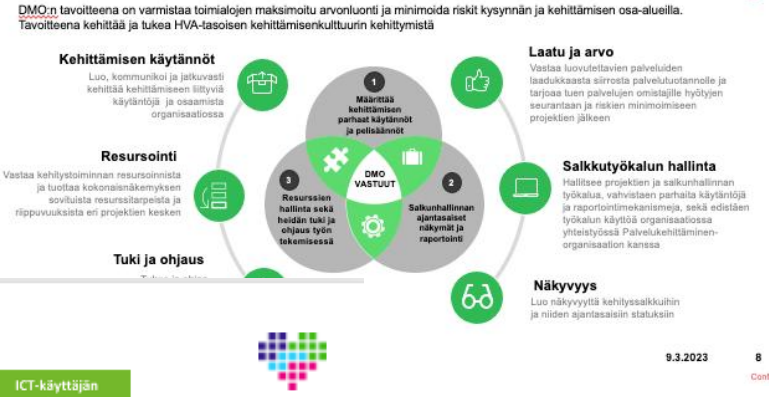 DMO:n tavoitteena on varmistaa toimialojen maksimoitu arvonluonti ja minimoida riskit kysynnän ja kehittämisen osa-alueilla.
Tavoitteena kehittää ja tukea HVA-tasoisen kehittämisenkulttuurin kehittymistä
Kehittämisen käytännöt
Luo, kommunikoi ja jatkuvasti
kehittää kehittämiseen liittyviä
käytäntöjä ja osaamista
organisaatiossa
Resursointi
Vastaa kehitystoiminnan resursoinnista
ja tuottaa kokonaisnäkemyksen
sovituista resurssitarpeista ja
riippuvuuksista eri projektien kesken
Tuki ja ohjaus
1
Määrittää
kehittämisen
parhaat käytännöt
ja pelisäännöt
DMO
VASTUUT
3
Resurssien
hallinta sekä
heidän tuki ja
ohjaus työn
tekemisessä
2
Salkunhallinnan
ajantasaiset
näkymät ja
raportointi
Laatu ja arvo
Vastaa luovutettavien palveluiden
laadukkaasta siirrosta palvelutuotannolle ja
tarjoaa tuen palvelujen omistajille hyötyjen
seurantaan ja riskien minimoimiseen
projektien jälkeen
Salkkutyökalun hallinta
Hallitsee projektien ja salkunhallinnan
työkalua, vahvistaen parhaita käytäntöjä
ja raportointimekanismeja, sekä edistäen
työkalun käyttöä organisaatiossa
yhteistyössä Palvelukehittäminen-
organisaation kanssa
Näkyvyys
Luo näkyvyyttä kehityssalkkuihin
ja niiden ajantasaisiin statuksiin
9.3.2023
8
Conf
ICT-käyttäjän